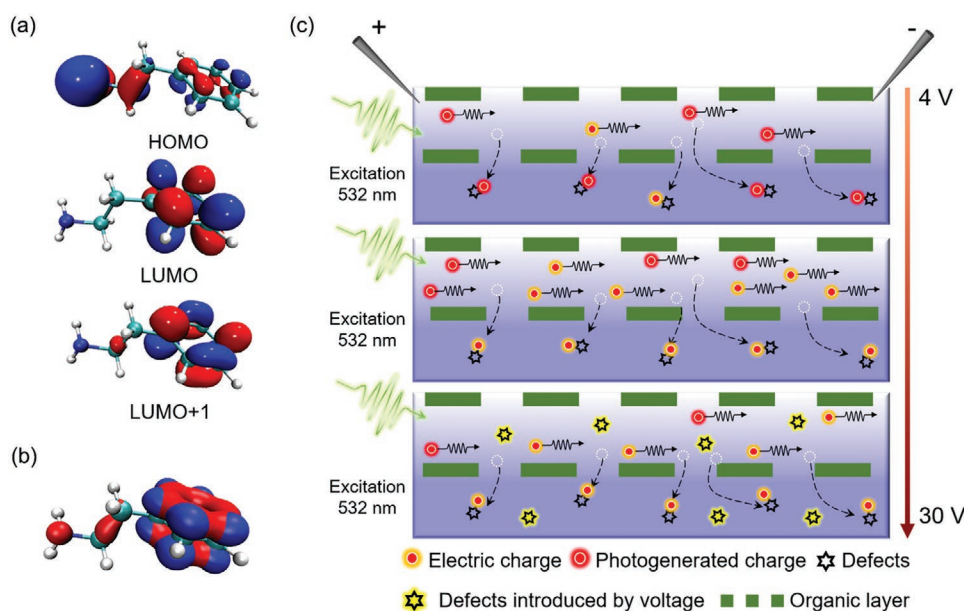 (a)
HOMO
LUMO
LUMO+1
(b)
(c)
+
-
4 V
Excitation
532 nm
Excitation
532 nm
Excitation
532 nm
30 V
Electric charge
Photogenerated charge
Defects
Defects introduced by voltage
Organic layer